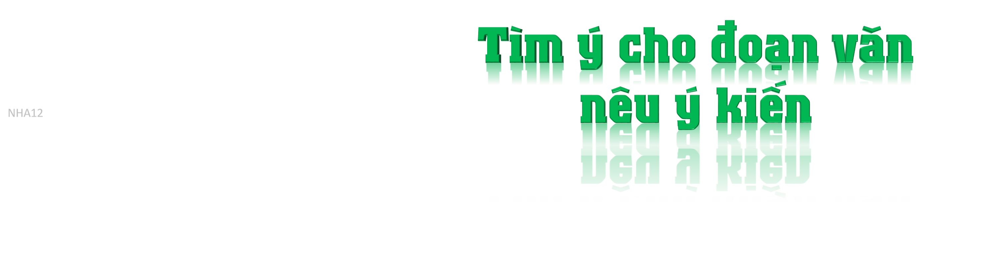 Tìm ý cho đoạn văn
nêu ý kiến
NHA12